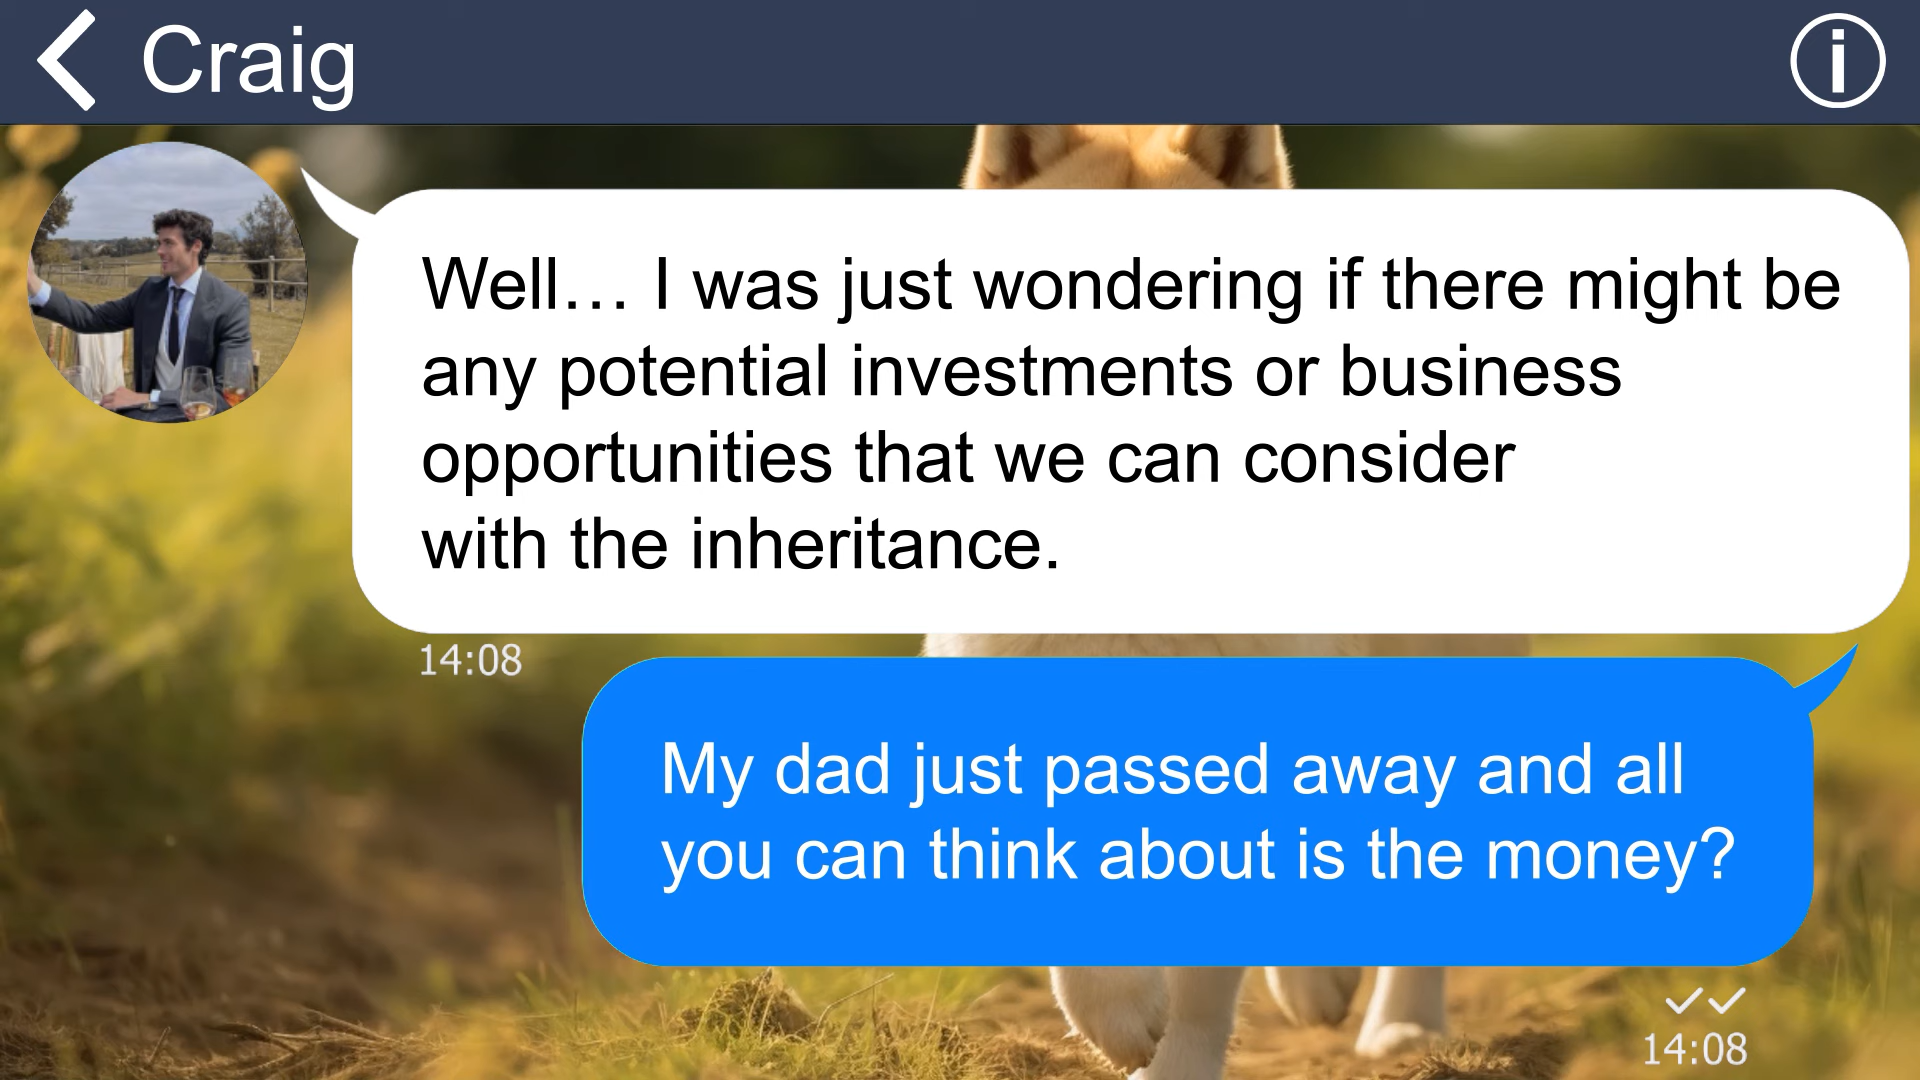 Craig
Well… I was just wondering if there might be
any potential investments or business
opportunities that we can consider
with the inheritance.
14:08
My dad just passed away and all
you can think about is the money?
14:08